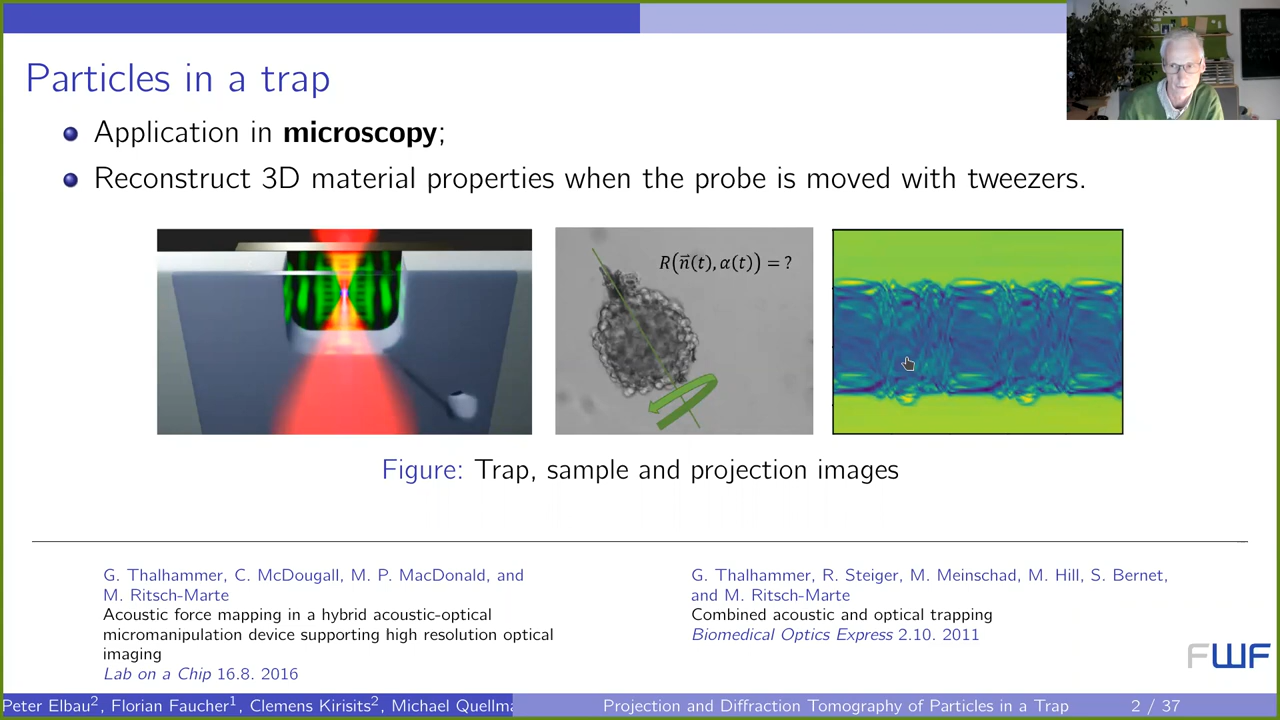 Particles in a trap
Application in microscopy;
Reconstruct 3D material properties when the probe is moved with tweezers.
R(n⃗(t), α(t)) = ?
Figure: Trap, sample and projection images
G. Thalhammer, C. McDougall, M. P. MacDonald, and
M. Ritsch-Marte
Acoustic force mapping in a hybrid acoustic-optical
micromanipulation device supporting high resolution optical
imaging
Lab on a Chip 16.8. 2016
G. Thalhammer, R. Steiger, M. Meinschad, M. Hill, S. Bernet,
and M. Ritsch-Marte
Combined acoustic and optical trapping
Biomedical Optics Express 2.10. 2011
FWF
Peter Elbau², Florian Faucher¹, Clemens Kirisits², Michael Quellm
Projection and Diffraction Tomography of Particles in a Trap
2 / 37